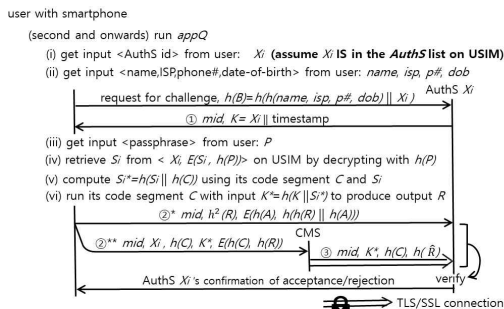 user with smartphone
(second and onwards) run appQ
(i) get input <AuthS id> from user: Xi (assume Xi IS in the AuthS list on USIM)
(ii) get input <name,ISP,phone#,date-of-birth> from user: name, isp, p#, dob
AuthS Xi
request for challenge, h(B)=h(h(name, isp, p#, dob) || Xi )
① mid, K= Xi || timestamp
(iii) get input <passphrase> from user: P
(iv) retrieve Si from < Xi, E(Si , h(P))> on USIM by decrypting with h(P)
(v) compute Si*=h(Si || h(C)) using its code segment C and Si
(vi) run its code segment C with input K*=h(K ||Si*) to produce output R
②* mid, h²(R), E(h(A), h(h(R) || h(A)))
CMS
②** mid, Xi , h(C), K*, E(h(C), h(R))
③ mid, K*, h(C), h( R̂ )
AuthS Xi 's confirmation of acceptance/rejection
verify
TLS/SSL connection